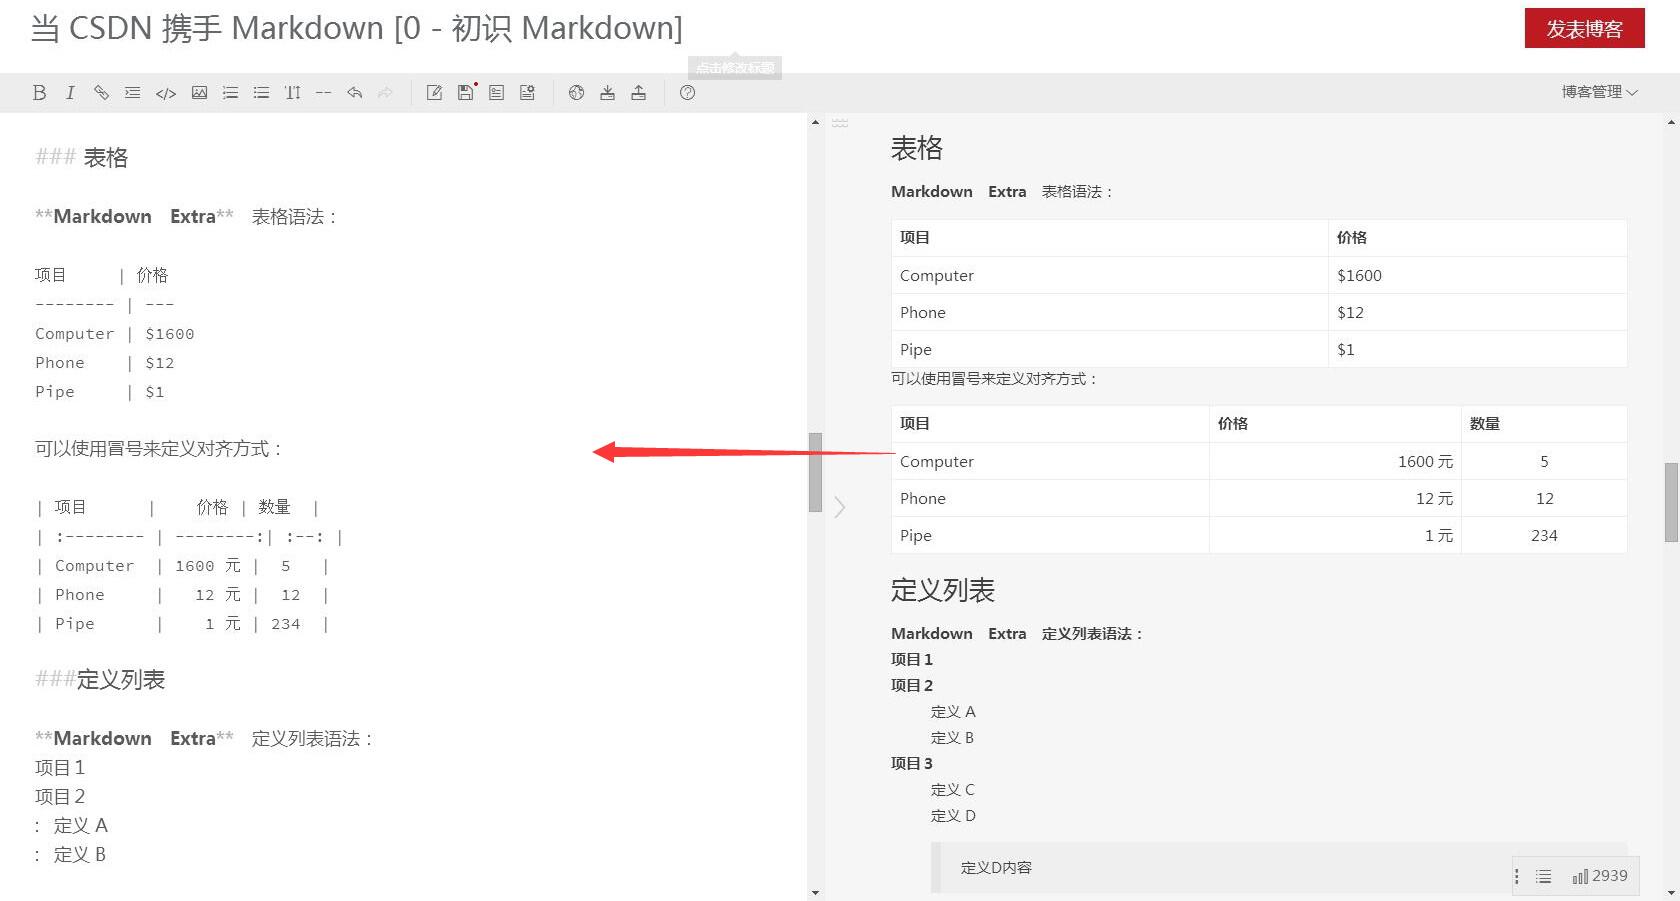 当 CSDN 携手 Markdown [0 - 初识 Markdown]
发表博客
点击修改标题
博客管理
### 表格
**Markdown Extra** 表格语法：
项目 | 价格
-------- | ---
Computer | $1600
Phone | $12
Pipe | $1
可以使用冒号来定义对齐方式：
| 项目 | 价格 | 数量 |
| :-------- | --------:| :--: |
| Computer | 1600 元 | 5 |
| Phone | 12 元 | 12 |
| Pipe | 1 元 | 234 |
###定义列表
**Markdown Extra** 定义列表语法：
项目 1
项目 2
: 定义 A
: 定义 B
表格
Markdown Extra 表格语法：
项目 价格
Computer $1600
Phone $12
Pipe $1
可以使用冒号来定义对齐方式：
项目 价格 数量
Computer 1600 元 5
Phone 12 元 12
Pipe 1 元 234
定义列表
Markdown Extra 定义列表语法：
项目 1
项目 2
定义 A
定义 B
项目 3
定义 C
定义 D
定义D内容
2939